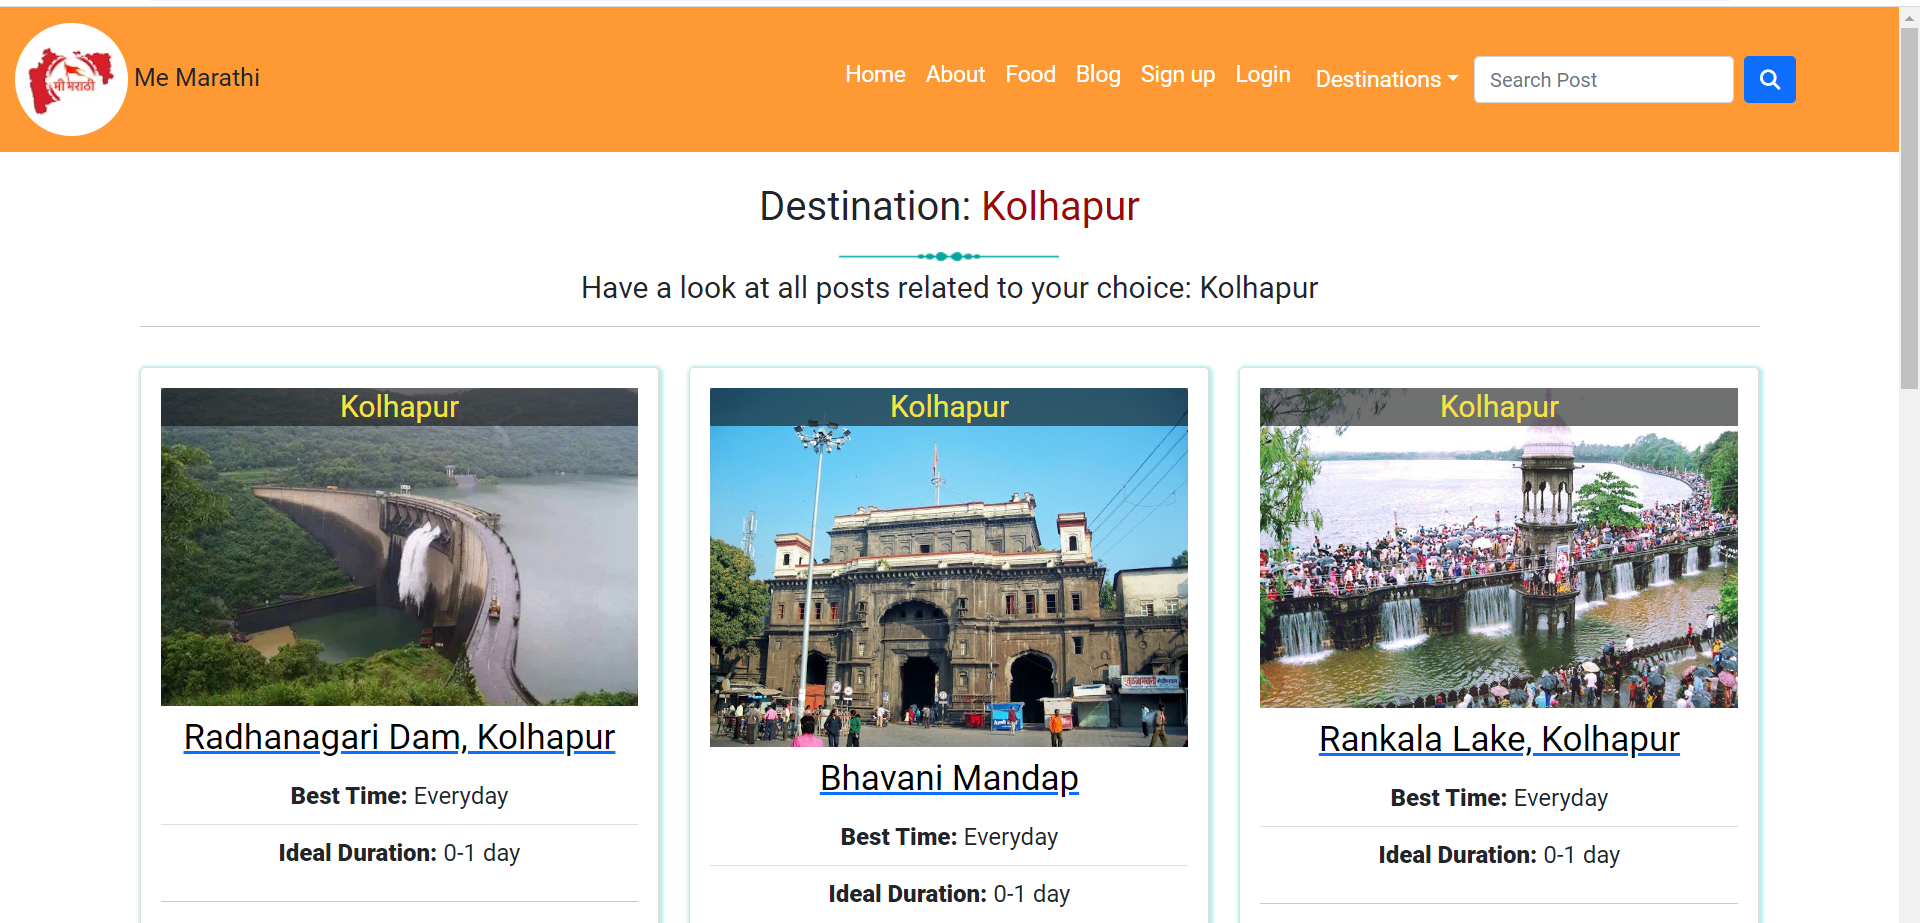 मी मराठी
Me Marathi
Home About Food Blog Sign up Login Destinations Search Post
Destination: Kolhapur
Have a look at all posts related to your choice: Kolhapur
Kolhapur
Radhanagari Dam, Kolhapur
Best Time: Everyday
Ideal Duration: 0-1 day
Kolhapur
Bhavani Mandap
Best Time: Everyday
Ideal Duration: 0-1 day
Kolhapur
Rankala Lake, Kolhapur
Best Time: Everyday
Ideal Duration: 0-1 day